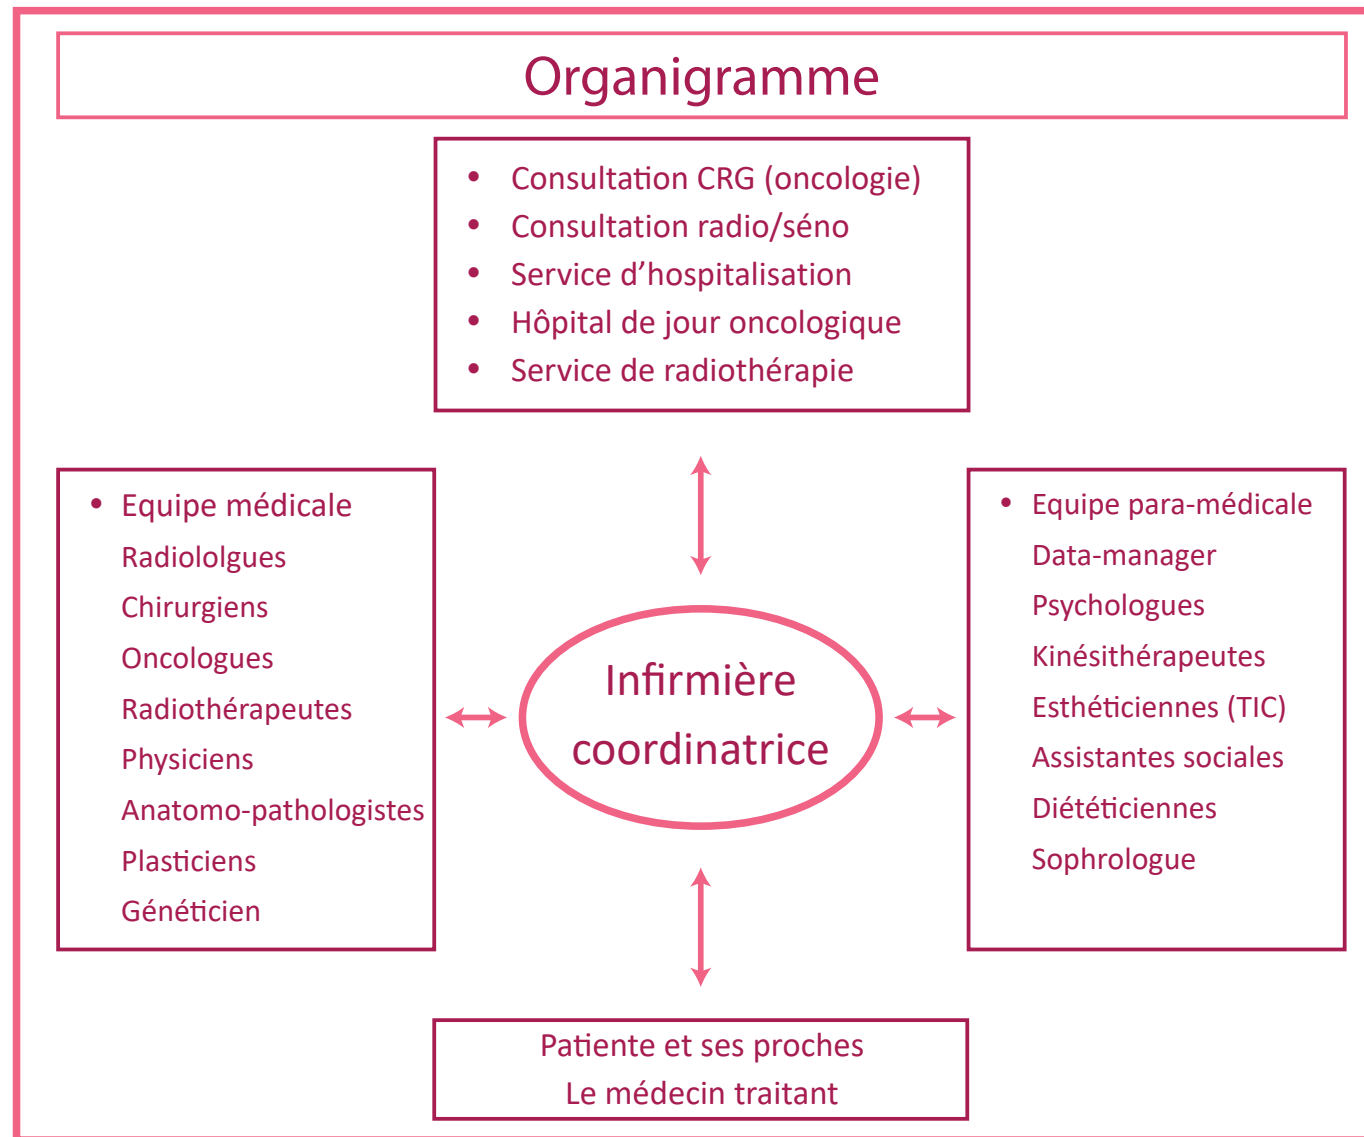 Organigramme
• Consultation CRG (oncologie)
• Consultation radio/séno
• Service d’hospitalisation
• Hôpital de jour oncologique
• Service de radiothérapie
• Equipe médicale
Radiololgues
Chirurgiens
Oncologues
Radiothérapeutes
Physiciens
Anatomo-pathologistes
Plasticiens
Généticien
Infirmière
coordinatrice
• Equipe para-médicale
Data-manager
Psychologues
Kinésithérapeutes
Esthéticiennes (TIC)
Assistantes sociales
Diététiciennes
Sophrologue
Patiente et ses proches
Le médecin traitant